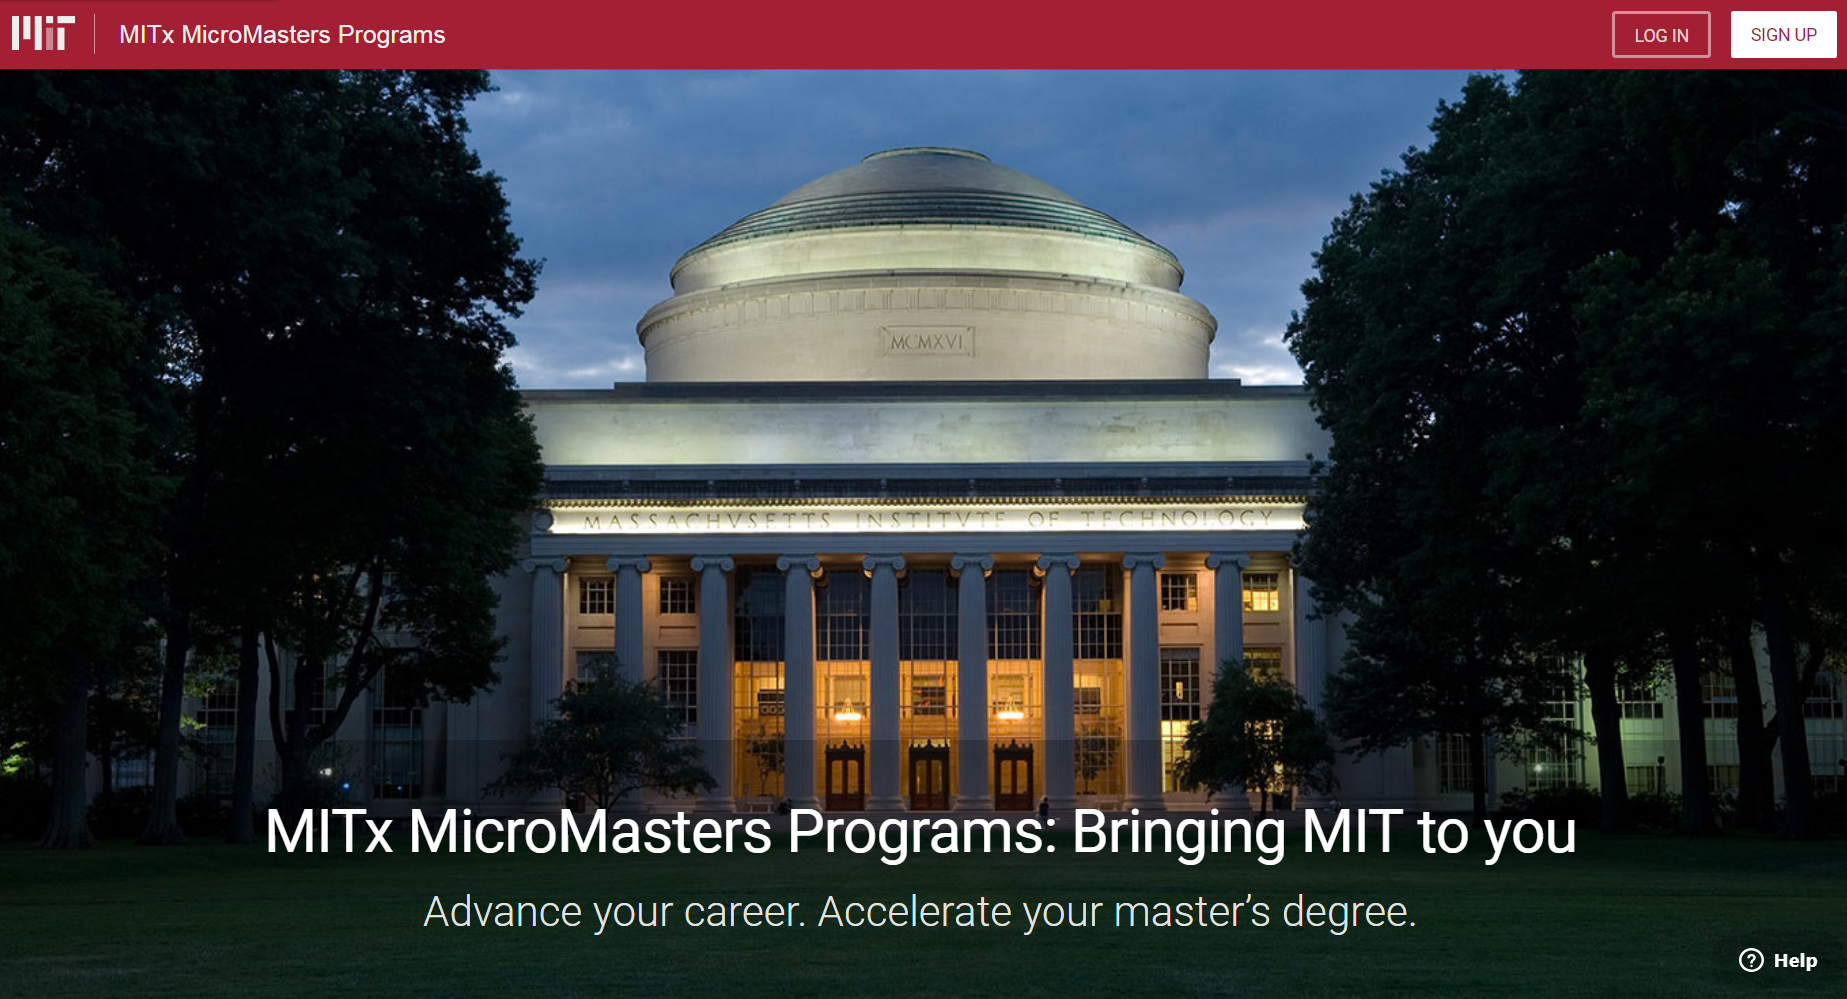 MIT
MITx MicroMasters Programs
LOG IN
SIGN UP
MCMXVI
MASSACHVSETTS INSTITVTE OF TECHNOLOGY
MITx MicroMasters Programs: Bringing MIT to you
Advance your career. Accelerate your master’s degree.
Help